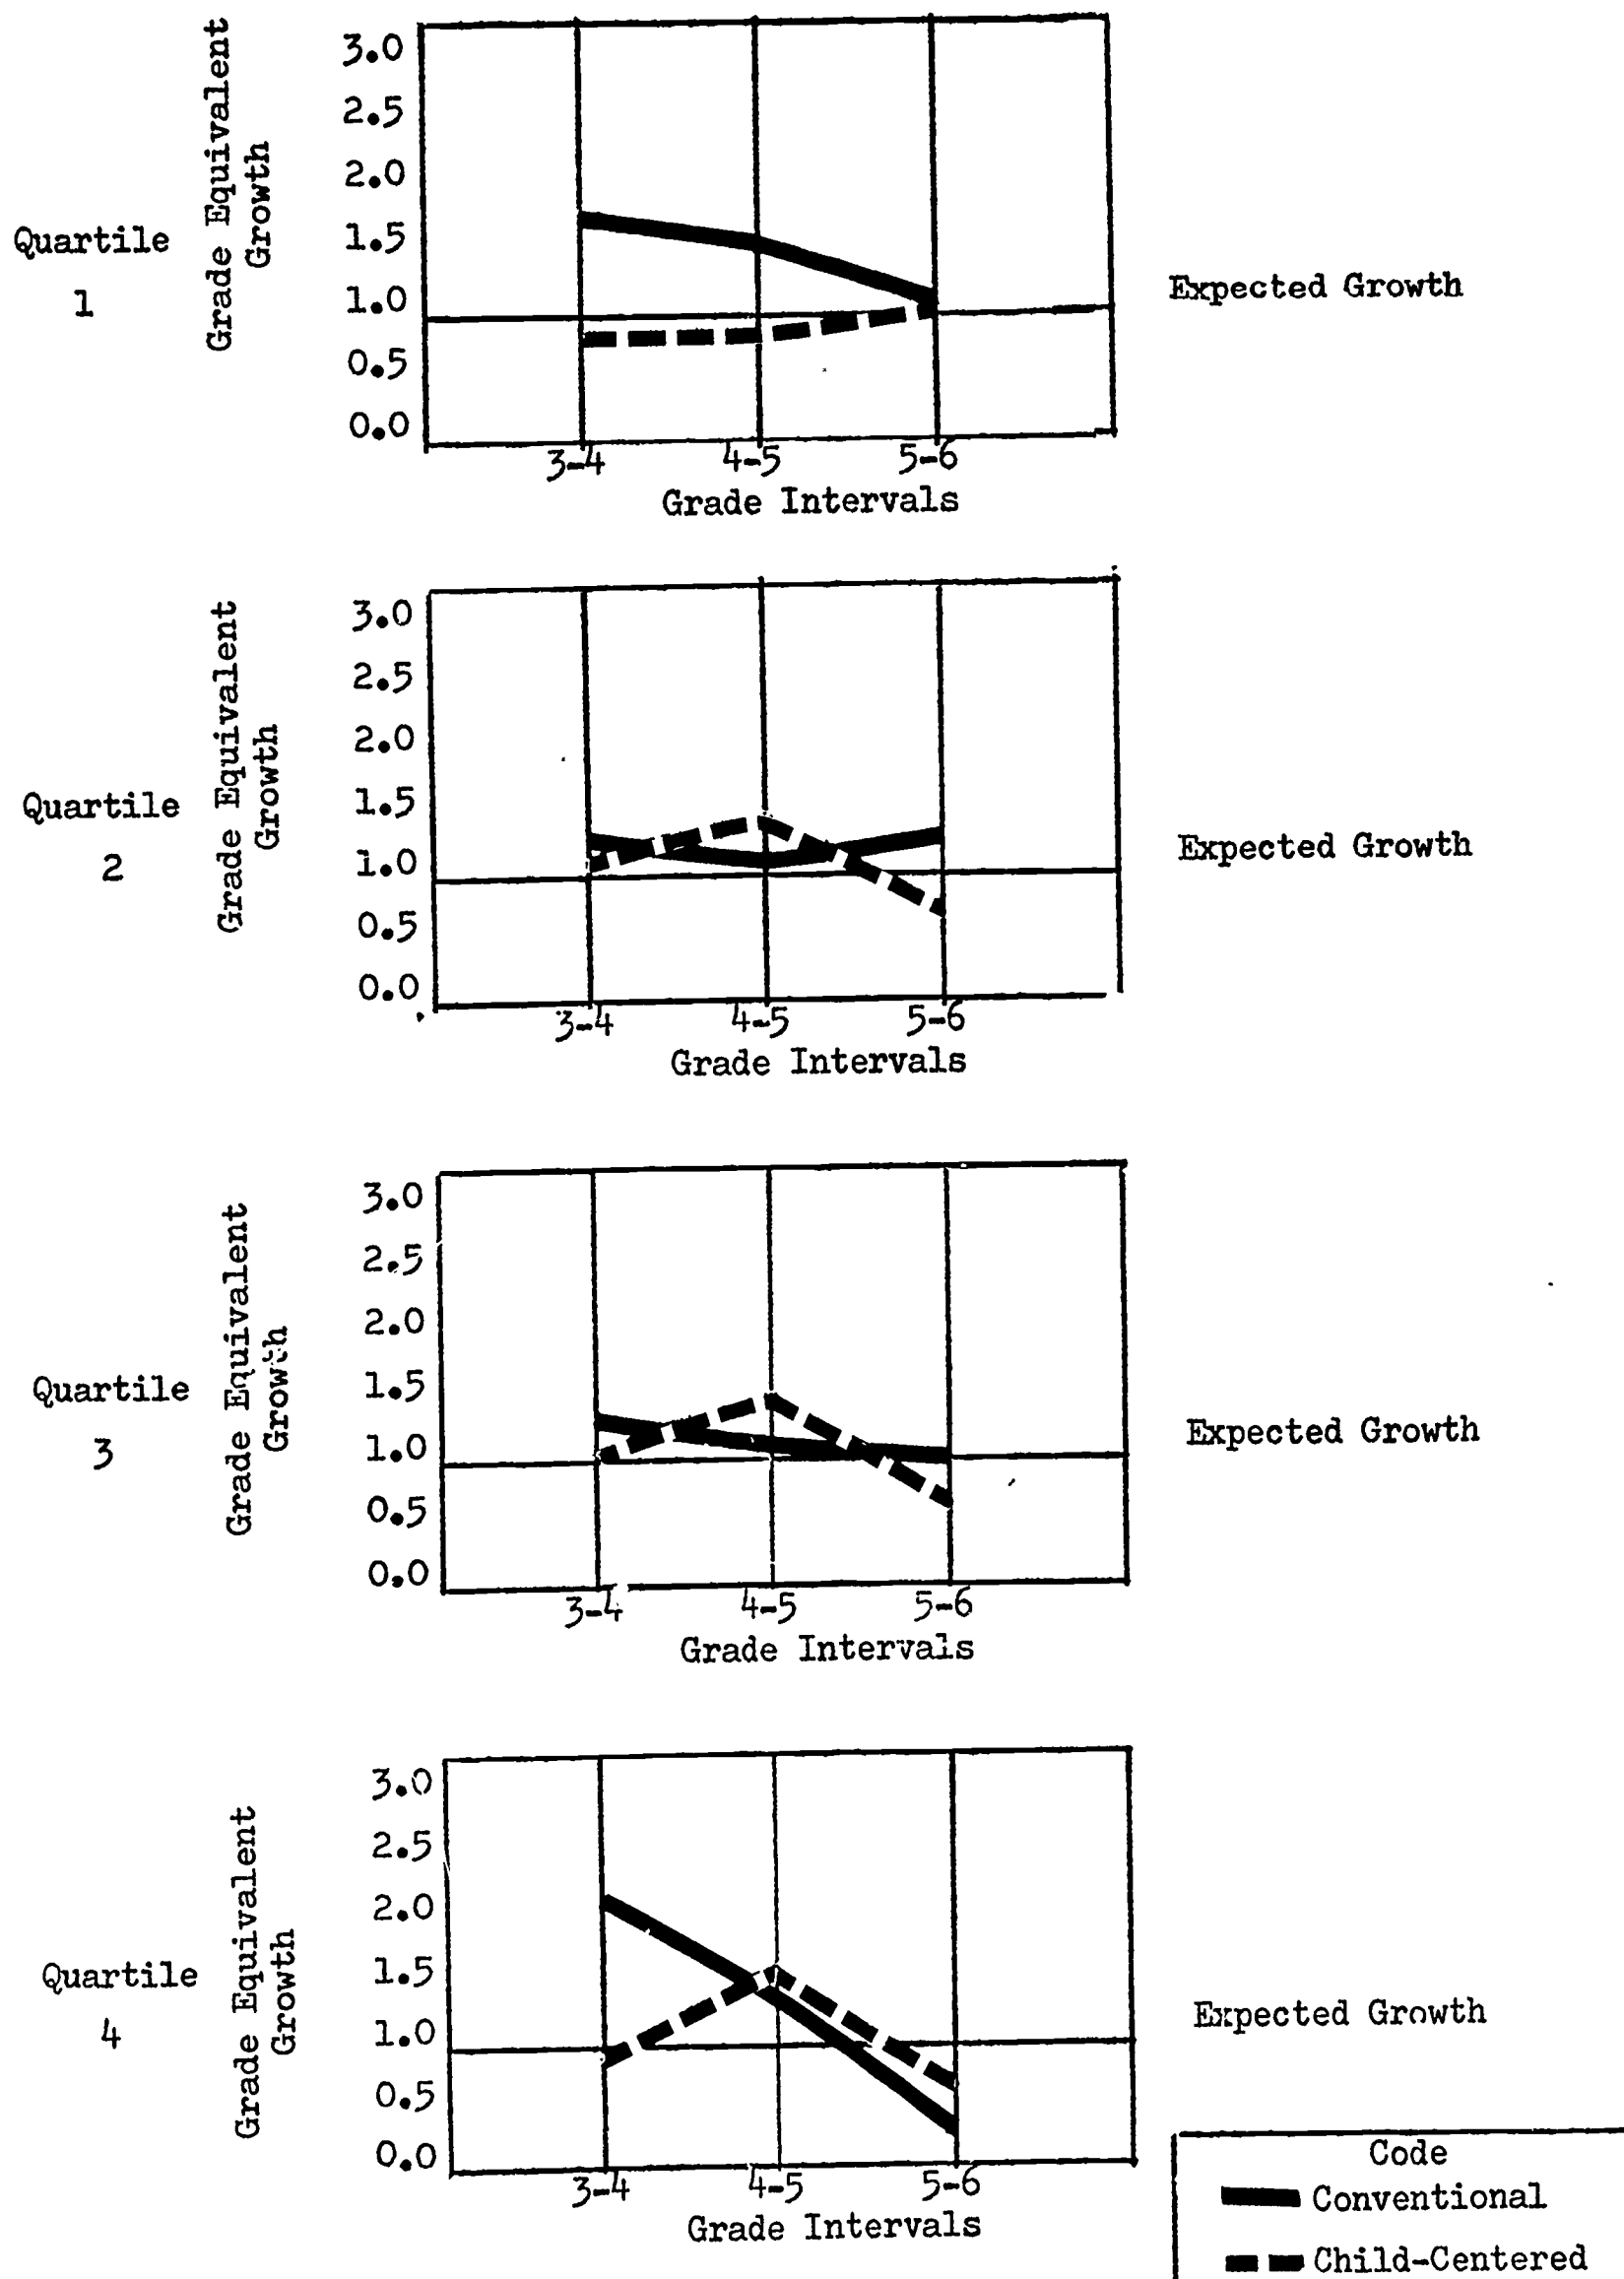 Quartile
1
Grade Equivalent
Growth
3.0
2.5
2.0
1.5
1.0
0.5
0.0
3-4 4-5 5-6
Grade Intervals
Expected Growth
Quartile
2
Grade Equivalent
Growth
3.0
2.5
2.0
1.5
1.0
0.5
0.0
3-4 4-5 5-6
Grade Intervals
Expected Growth
Quartile
3
Grade Equivalent
Growth
3.0
2.5
2.0
1.5
1.0
0.5
0.0
3-4 4-5 5-6
Grade Intervals
Expected Growth
Quartile
4
Grade Equivalent
Growth
3.0
2.5
2.0
1.5
1.0
0.5
0.0
3-4 4-5 5-6
Grade Intervals
Expected Growth
Code
Conventional
Child-Centered